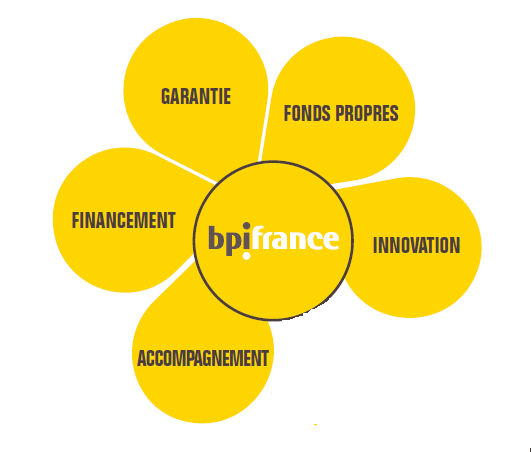 GARANTIE
FONDS PROPRES
FINANCEMENT
bpifrance
INNOVATION
ACCOMPAGNEMENT